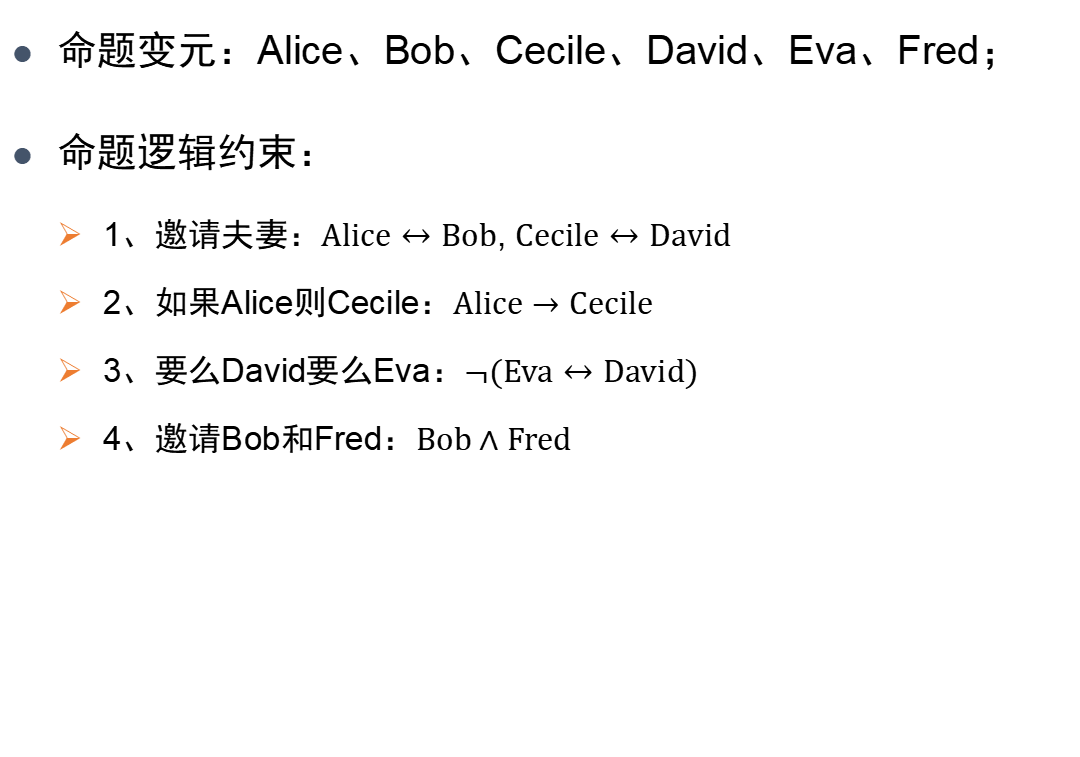 命题变元：Alice、Bob、Cecile、David、Eva、Fred；
命题逻辑约束：
1、邀请夫妻：Alice ↔ Bob, Cecile ↔ David
2、如果Alice则Cecile：Alice → Cecile
3、要么David要么Eva：¬(Eva ↔ David)
4、邀请Bob和Fred：Bob ∧ Fred